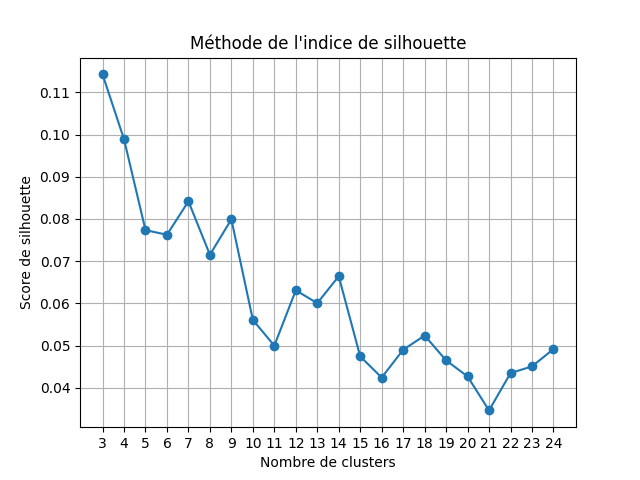 Méthode de l'indice de silhouette
Score de silhouette
0.11
0.10
0.09
0.08
0.07
0.06
0.05
0.04
3 4 5 6 7 8 9 10 11 12 13 14 15 16 17 18 19 20 21 22 23 24
Nombre de clusters